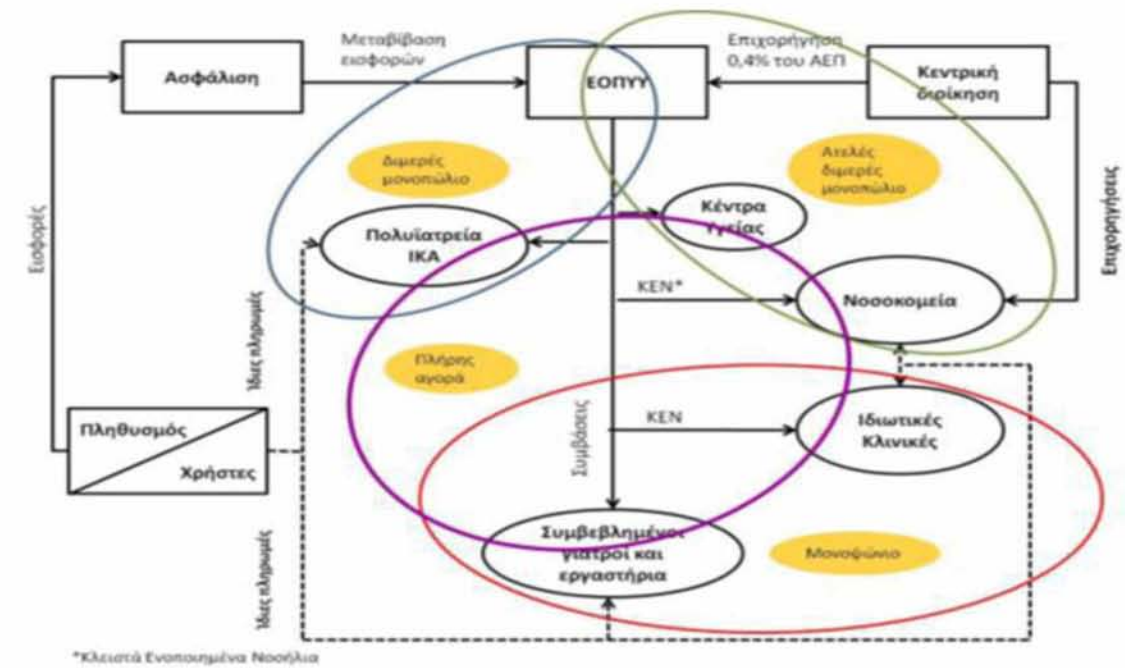 Μεταβίβαση
εισφορών
Επιχορήγηση
0,4% του ΑΕΠ
Ασφάλιση
ΕΟΠΥΥ
Κεντρική
διοίκηση
Διμερές
μονοπώλιο
Ατελές
διμερές
μονοπώλιο
Εισφορές
Επιχορηγήσεις
Πολυϊατρεία
ΙΚΑ
Κέντρα
Υγείας
ΚΕΝ*
Νοσοκομεία
Ίδιες πληρωμές
Πλήρης
αγορά
Συμβάσεις
ΚΕΝ
Ιδιωτικές
Κλινικές
Πληθυσμός
Χρήστες
Ίδιες πληρωμές
Συμβεβλημένοι
γιατροί και
εργαστήρια
Μονοψώνιο
*Κλειστά Ενοποιημένα Νοσήλια